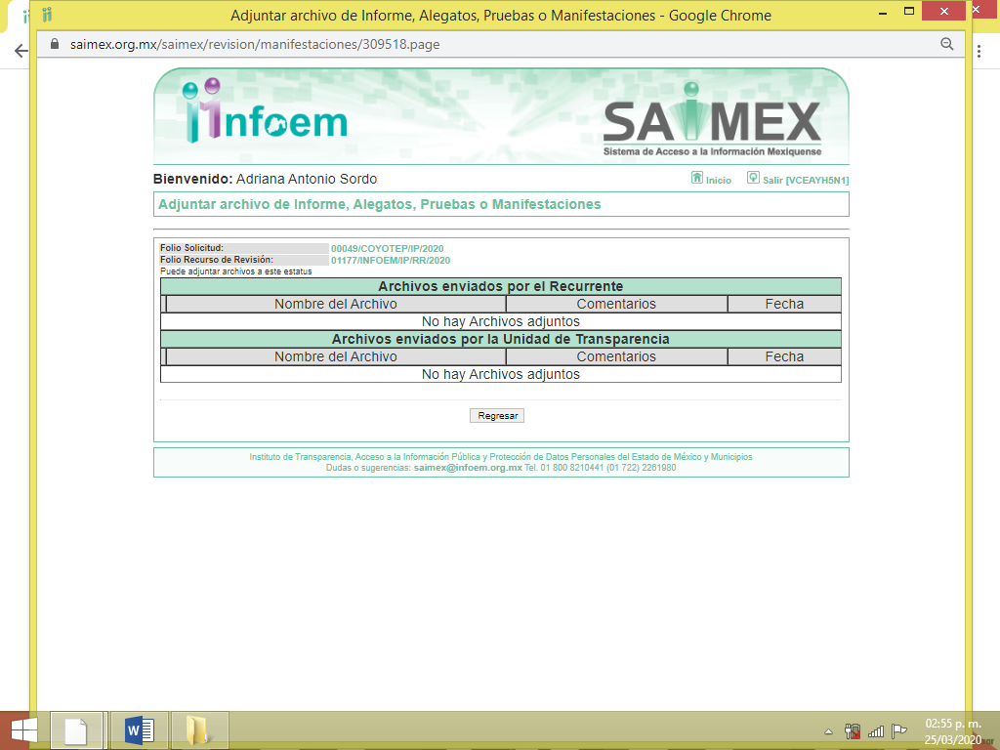 Adjuntar archivo de Informe, Alegatos, Pruebas o Manifestaciones - Google Chrome
saimex.org.mx/saimex/revision/manifestaciones/309518.page
infoem
SAIMEX
Sistema de Acceso a la Información Mexiquense
Bienvenido: Adriana Antonio Sordo
Inicio Salir [VCEAYH5N1]
Adjuntar archivo de Informe, Alegatos, Pruebas o Manifestaciones
Folio Solicitud: 00049/COYOTEP/IP/2020
Folio Recurso de Revisión: 01177/INFOEM/IP/RR/2020
Puede adjuntar archivos a este estatus
Archivos enviados por el Recurrente
Nombre del Archivo Comentarios Fecha
No hay Archivos adjuntos
Archivos enviados por la Unidad de Transparencia
Nombre del Archivo Comentarios Fecha
No hay Archivos adjuntos
Regresar
Instituto de Transparencia, Acceso a la Información Pública y Protección de Datos Personales del Estado de México y Municipios
Dudas o sugerencias: saimex@infoem.org.mx Tel. 01 800 8210441 (01 722) 2261980
02:55 p. m.
25/03/2020